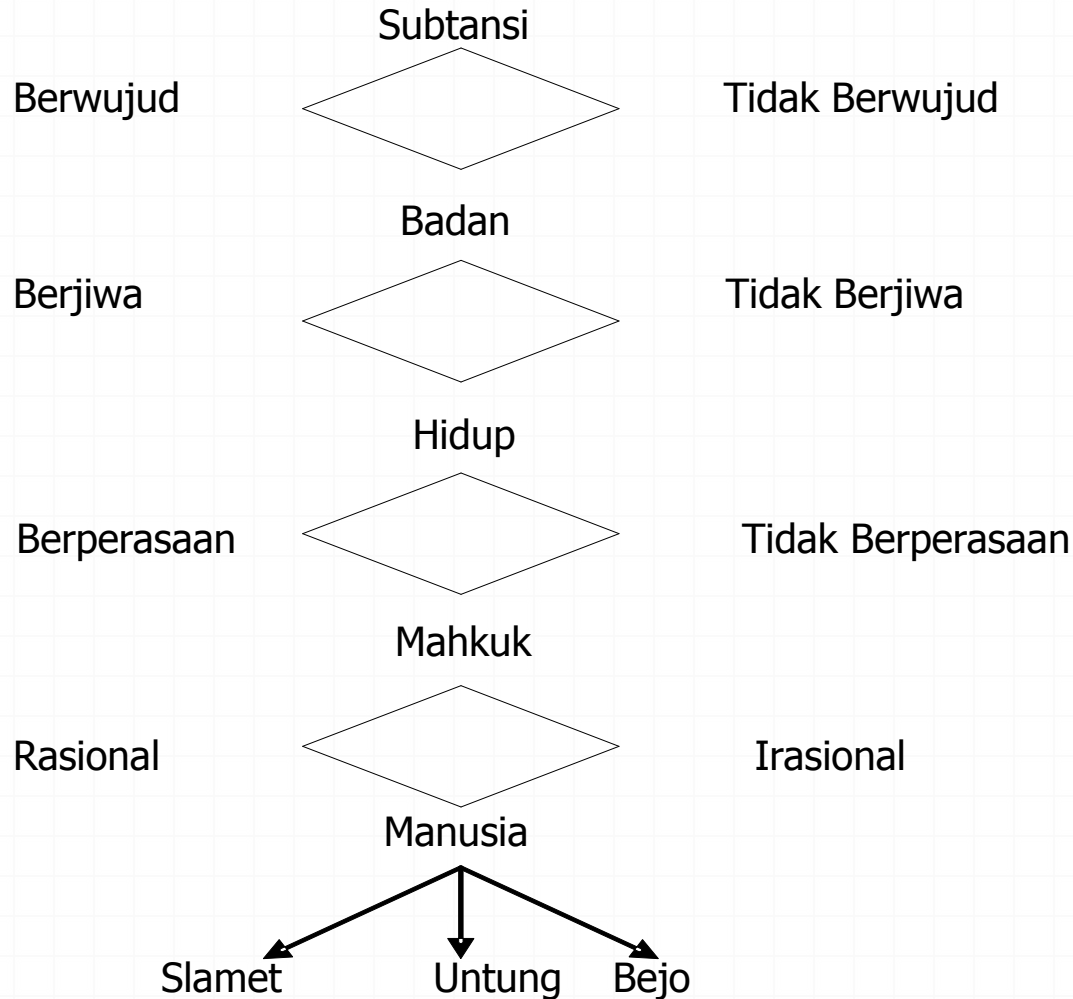 Subtansi
Berwujud Tidak Berwujud
Badan
Berjiwa Tidak Berjiwa
Hidup
Berperasaan Tidak Berperasaan
Mahkuk
Rasional Irasional
Manusia
Slamet Untung Bejo